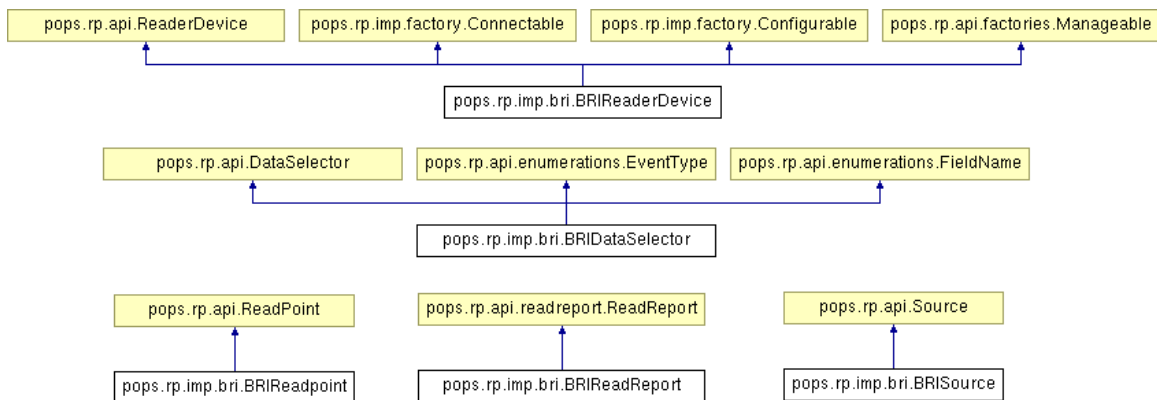 pops.rp.api.ReaderDevice pops.rp.imp.factory.Connectable pops.rp.imp.factory.Configurable pops.rp.api.factories.Manageable
pops.rp.imp.bri.BRIReaderDevice
pops.rp.api.DataSelector pops.rp.api.enumerations.EventType pops.rp.api.enumerations.FieldName
pops.rp.imp.bri.BRIDataSelector
pops.rp.api.ReadPoint pops.rp.api.readreport.ReadReport pops.rp.api.Source
pops.rp.imp.bri.BRIReadpoint pops.rp.imp.bri.BRIReadReport pops.rp.imp.bri.BRISource